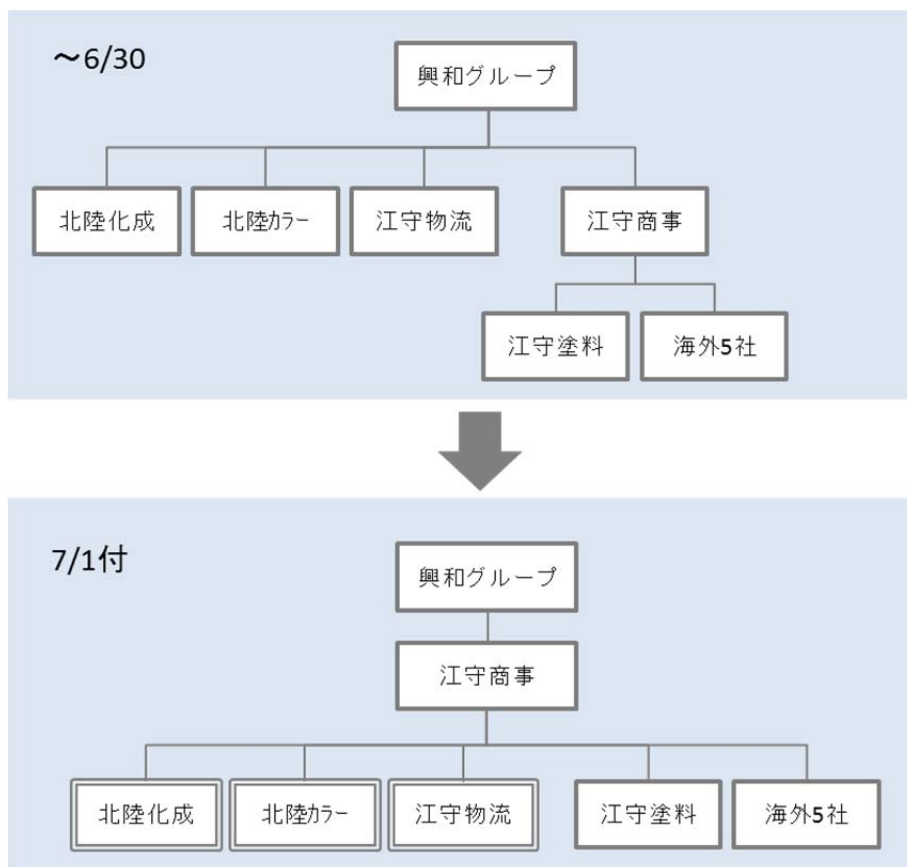 ～6/30
興和グループ
北陸化成
北陸ｶﾗｰ
江守物流
江守商事
江守塗料
海外5社
7/1付
興和グループ
江守商事
北陸化成
北陸ｶﾗｰ
江守物流
江守塗料
海外5社